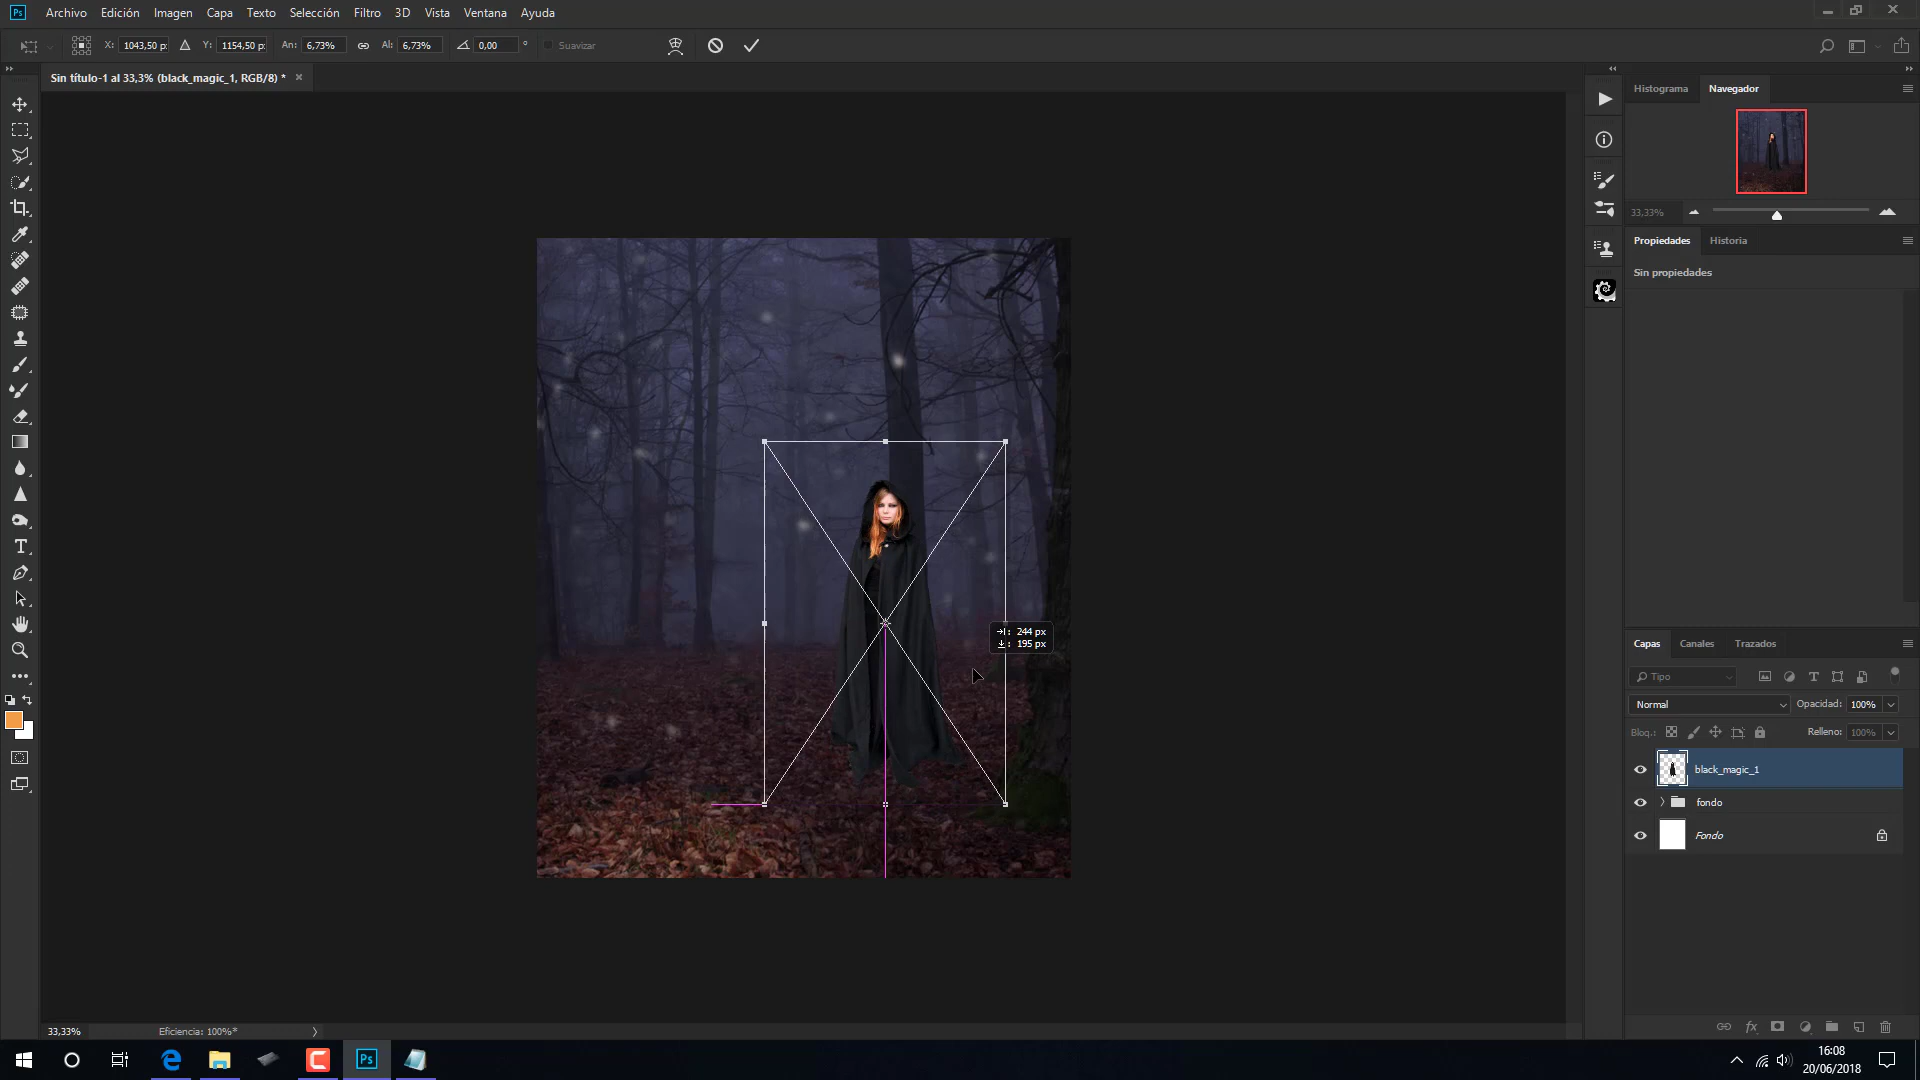 Ps Archivo Edición Imagen Capa Texto Selección Filtro 3D Vista Ventana Ayuda
X: 1043,50 p: Y: 1154,50 p: An: 6,73% Al: 6,73% 0,00 ° Suavizar
Sin título-1 al 33,3% (black_magic_1, RGB/8) * ×
Histograma Navegador
33,33%
Propiedades Historia
Sin propiedades
: 244 px
: 195 px
Capas Canales Trazados
Tipo
Normal Opacidad: 100%
Bloq.: Relleno: 100%
black_magic_1
fondo
Fondo
33,33% Eficiencia: 100%*
Ps
16:08
20/06/2018